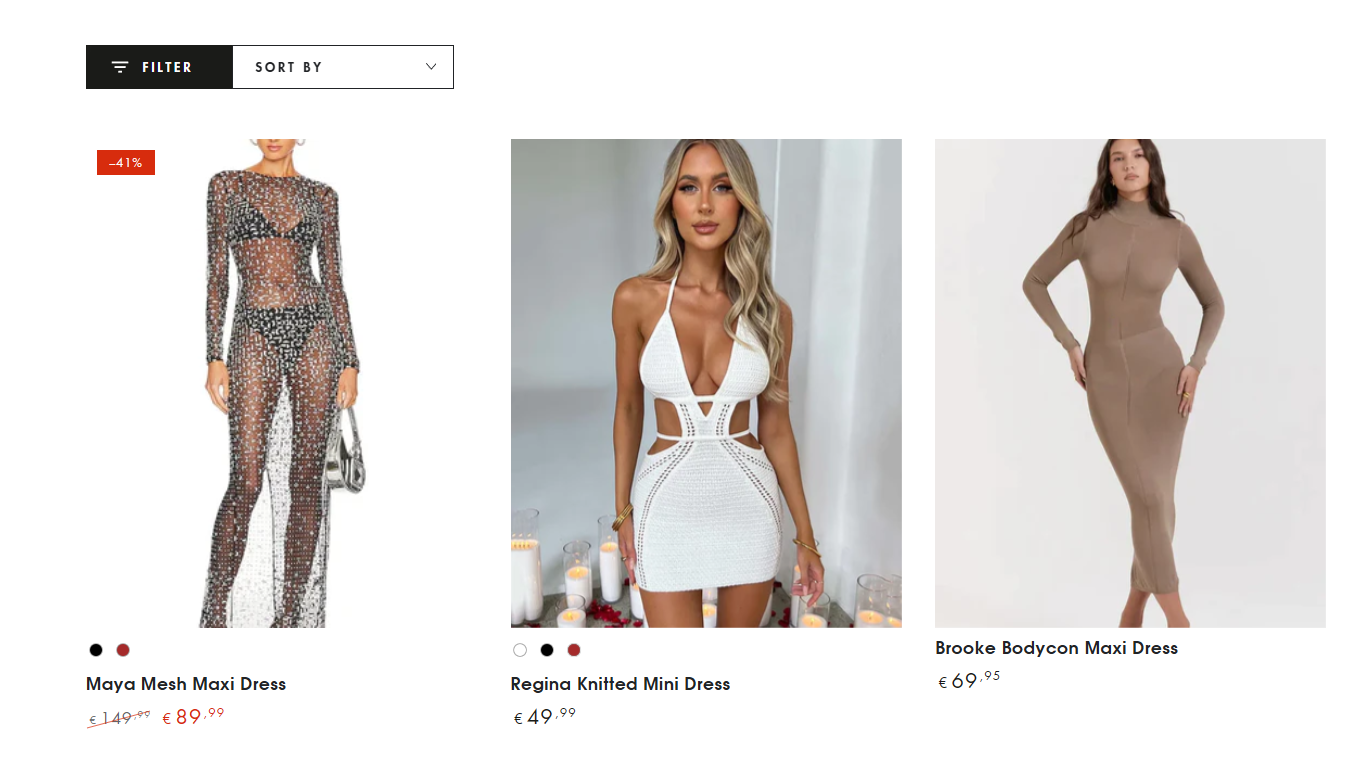 FILTER
SORT BY
–41%
Maya Mesh Maxi Dress
€ 149,99 € 89,99
Regina Knitted Mini Dress
€ 49,99
Brooke Bodycon Maxi Dress
€ 69,95